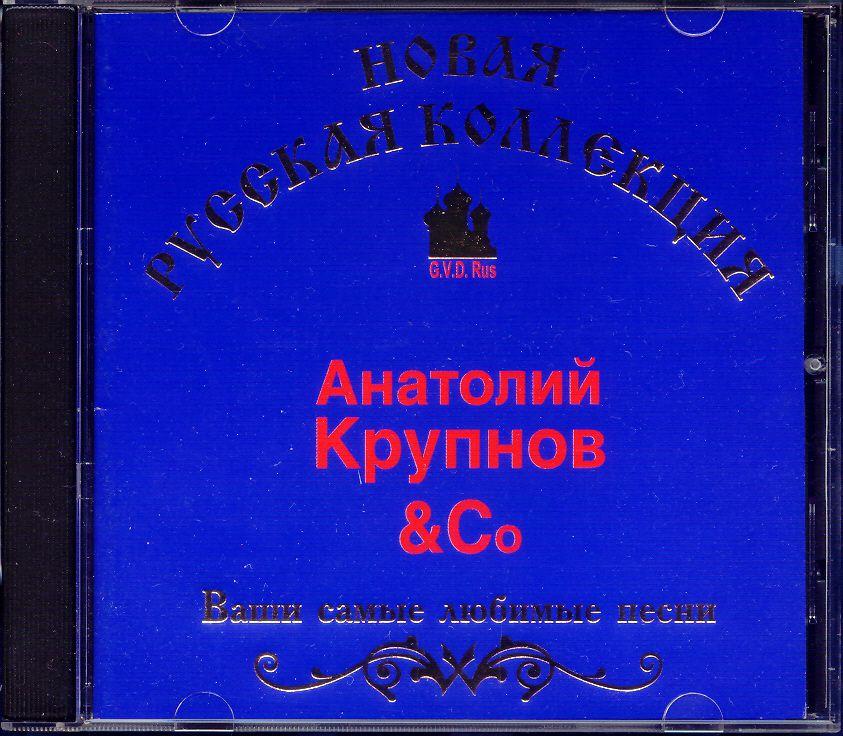 НОВАЯ
РУССКАЯ КОЛЛЕКЦИЯ
G.V.D. Rus
Анатолий
Крупнов
&Co
Ваши самые любимые песни